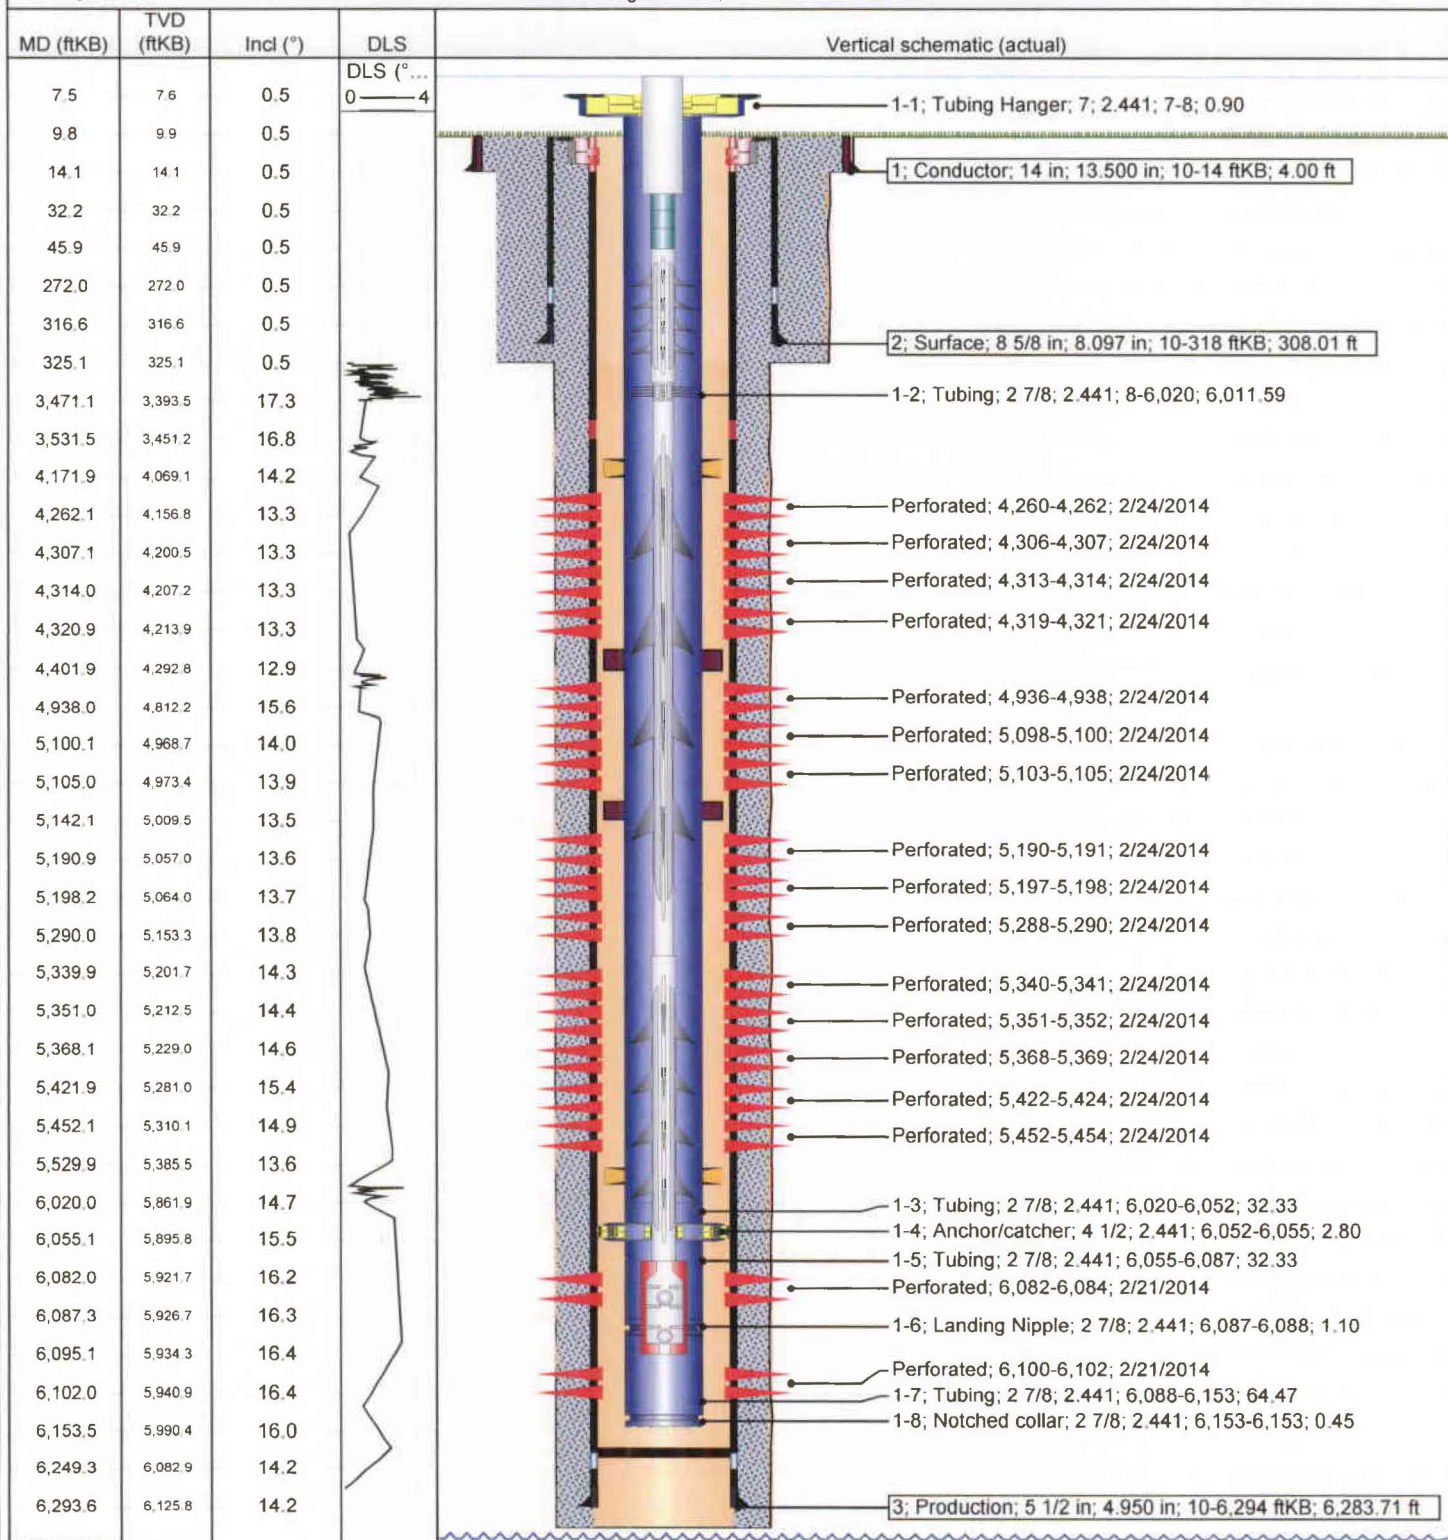 MD (ftKB) TVD (ftKB) Incl (°) DLS Vertical schematic (actual)
DLS (°...
0 4
7.5 7.6 0.5
1-1; Tubing Hanger; 7; 2.441; 7-8; 0.90
9.8 9.9 0.5
14.1 14.1 0.5
1; Conductor; 14 in; 13.500 in; 10-14 ftKB; 4.00 ft
32.2 32.2 0.5
45.9 45.9 0.5
272.0 272.0 0.5
316.6 316.6 0.5
2; Surface; 8 5/8 in; 8.097 in; 10-318 ftKB; 308.01 ft
325.1 325.1 0.5
1-2; Tubing; 2 7/8; 2.441; 8-6,020; 6,011.59
3,471.1 3,393.5 17.3
3,531.5 3,451.2 16.8
4,171.9 4,069.1 14.2
Perforated; 4,260-4,262; 2/24/2014
4,262.1 4,156.8 13.3
Perforated; 4,306-4,307; 2/24/2014
4,307.1 4,200.5 13.3
Perforated; 4,313-4,314; 2/24/2014
4,314.0 4,207.2 13.3
Perforated; 4,319-4,321; 2/24/2014
4,320.9 4,213.9 13.3
4,401.9 4,292.8 12.9
Perforated; 4,936-4,938; 2/24/2014
4,938.0 4,812.2 15.6
Perforated; 5,098-5,100; 2/24/2014
5,100.1 4,968.7 14.0
Perforated; 5,103-5,105; 2/24/2014
5,105.0 4,973.4 13.9
5,142.1 5,009.5 13.5
Perforated; 5,190-5,191; 2/24/2014
5,190.9 5,057.0 13.6
Perforated; 5,197-5,198; 2/24/2014
5,198.2 5,064.0 13.7
Perforated; 5,288-5,290; 2/24/2014
5,290.0 5,153.3 13.8
5,339.9 5,201.7 14.3
Perforated; 5,340-5,341; 2/24/2014
5,351.0 5,212.5 14.4
Perforated; 5,351-5,352; 2/24/2014
5,368.1 5,229.0 14.6
Perforated; 5,368-5,369; 2/24/2014
5,421.9 5,281.0 15.4
Perforated; 5,422-5,424; 2/24/2014
5,452.1 5,310.1 14.9
Perforated; 5,452-5,454; 2/24/2014
5,529.9 5,385.5 13.6
6,020.0 5,861.9 14.7
1-3; Tubing; 2 7/8; 2.441; 6,020-6,052; 32.33
1-4; Anchor/catcher; 4 1/2; 2.441; 6,052-6,055; 2.80
6,055.1 5,895.8 15.5
1-5; Tubing; 2 7/8; 2.441; 6,055-6,087; 32.33
6,082.0 5,921.7 16.2
Perforated; 6,082-6,084; 2/21/2014
6,087.3 5,926.7 16.3
1-6; Landing Nipple; 2 7/8; 2.441; 6,087-6,088; 1.10
6,095.1 5,934.3 16.4
Perforated; 6,100-6,102; 2/21/2014
6,102.0 5,940.9 16.4
1-7; Tubing; 2 7/8; 2.441; 6,088-6,153; 64.47
1-8; Notched collar; 2 7/8; 2.441; 6,153-6,153; 0.45
6,153.5 5,990.4 16.0
6,249.3 6,082.9 14.2
6,293.6 6,125.8 14.2
3; Production; 5 1/2 in; 4.950 in; 10-6,294 ftKB; 6,283.71 ft